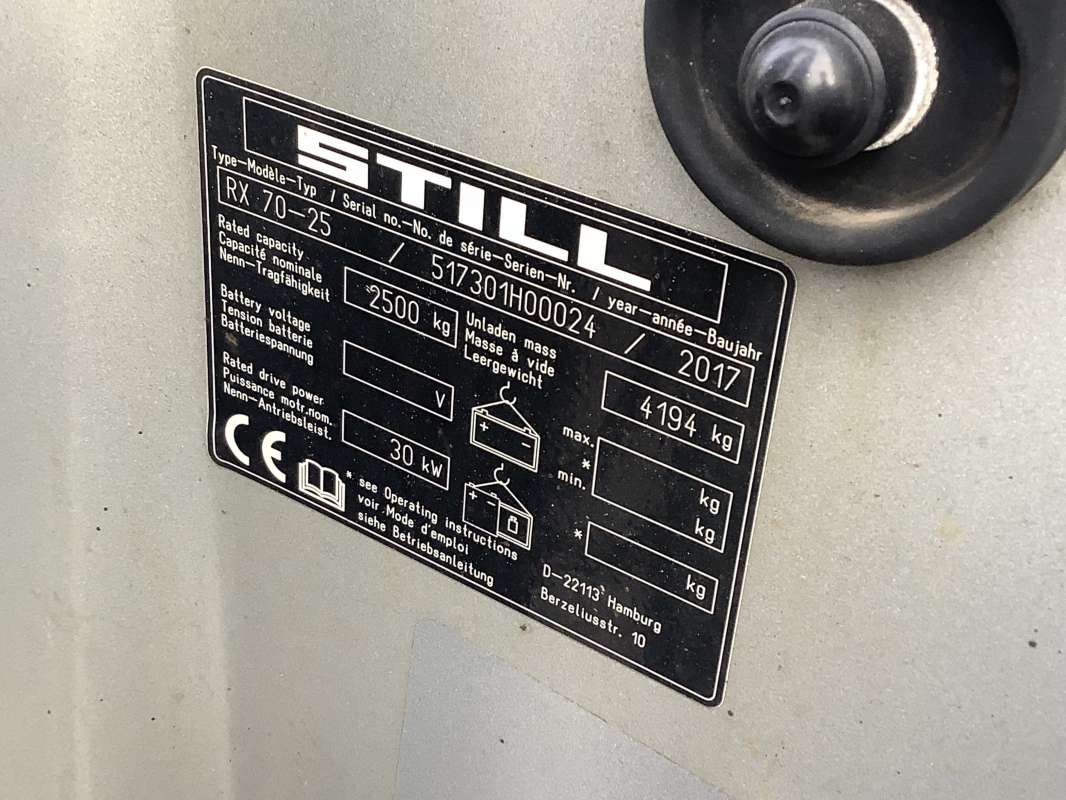 STILL
Type-Modèle-Typ / Serial no.-No. de série-Serien-Nr. / year-année-Baujahr
RX 70-25 / 517301H00024 / 2017
Rated capacity
Capacité nominale
Nenn-Tragfähigkeit
2500 kg
Unladen mass
Masse à vide
Leergewicht
4194 kg
Battery voltage
Tension batterie
Batteriespannung
V
+ -
max.
*
min.
kg
kg
Rated drive power
Puissance motr.nom.
Nenn-Antriebsleist.
30 kW
+ -
*
kg
CE
* see Operating instructions
voir Mode d'emploi
siehe Betriebsanleitung
D-22113 Hamburg
Berzeliusstr. 10